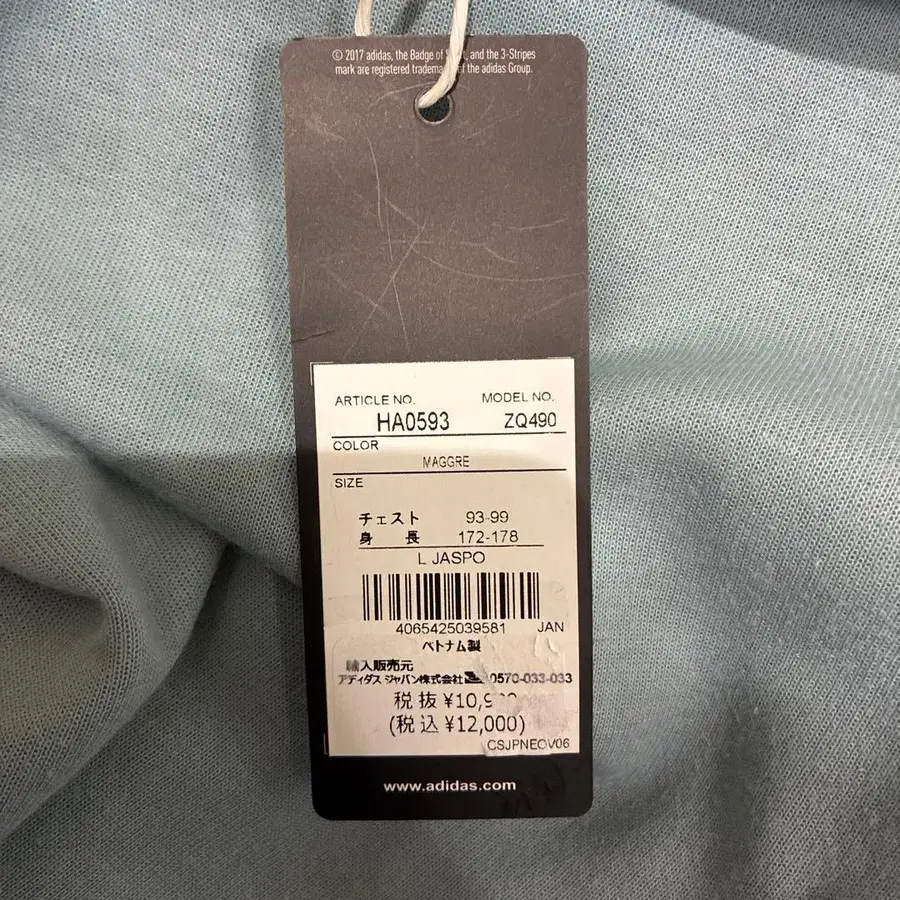 © 2017 adidas, the Badge of and the 3-Stripes
mark are registered of the adidas Group.
ARTICLE NO. MODEL NO.
HA0593 ZQ490
COLOR
MAGGRE
SIZE
チェスト 93-99
身 長 172-178
L JASPO
4065425039581 JAN
ベトナム製
輸入販売元
アディダス ジャパン株式会社 0570-033-033
税抜 ¥10,9
(税込 ¥12,000)
CSJPNEOV06
www.adidas.com